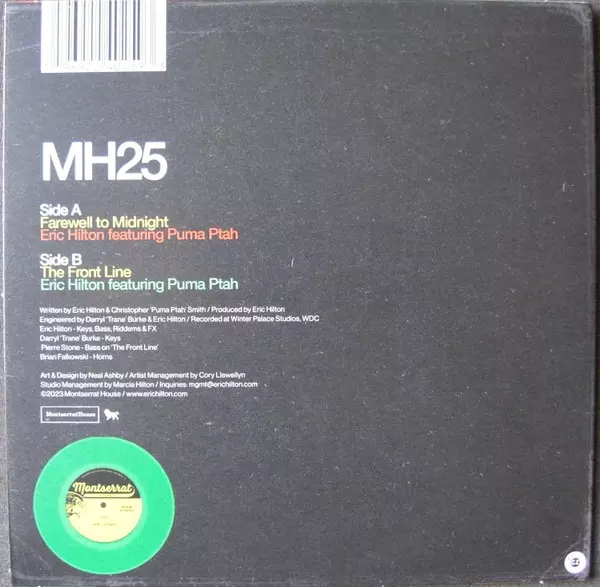 MH25
Side A
Farewell to Midnight
Eric Hilton featuring Puma Ptah
Side B
The Front Line
Eric Hilton featuring Puma Ptah
Written by Eric Hilton & Christopher 'Puma Ptah' Smith / Produced by Eric Hilton
Engineered by Darryl 'Trane' Burke & Eric Hilton / Recorded at Winter Palace Studios, WDC
Eric Hilton - Keys, Bass, Riddems & FX
Darryl 'Trane' Burke - Keys
Pierre Stone - Bass on 'The Front Line'
Brian Falkowski - Horns
Art & Design by Neal Ashby / Artist Management by Cory Llewellyn
Studio Management by Marcia Hilton / Inquiries: mgmt@erichilton.com
©2023 Montserrat House / www.erichilton.com
MontserratHouse
Montserrat